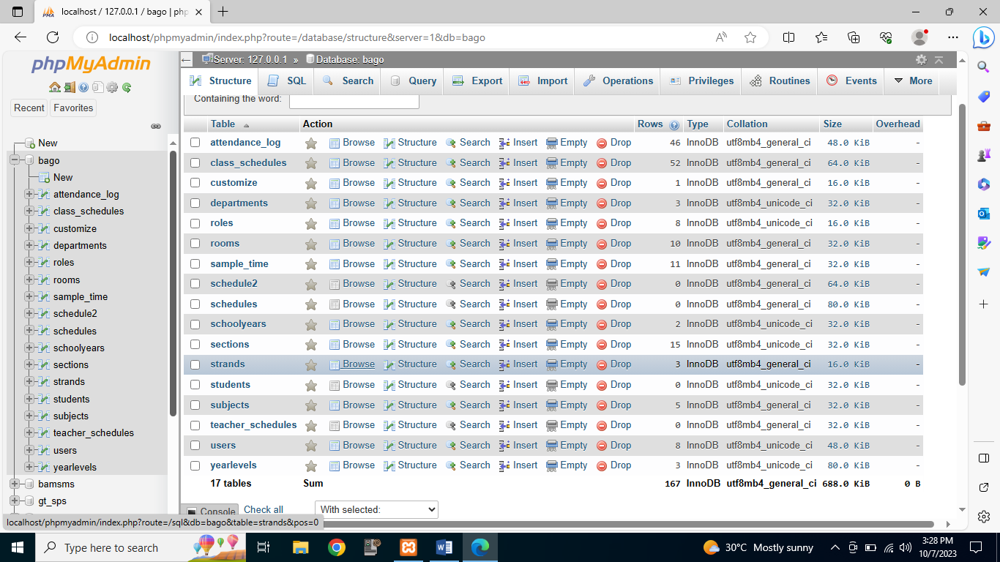 localhost / 127.0.0.1 / bago | php
localhost/phpmyadmin/index.php?route=/database/structure&server=1&db=bago
phpMyAdmin
Recent Favorites
New
bago
New
attendance_log
class_schedules
customize
departments
roles
rooms
sample_time
schedule2
schedules
schoolyears
sections
strands
students
subjects
teacher_schedules
users
yearlevels
bamsms
gt_sps
Server: 127.0.0.1 » Database: bago
Structure SQL Search Query Export Import Operations Privileges Routines Events More
Containing the word:
Table Action Rows Type Collation Size Overhead
attendance_log Browse Structure Search Insert Empty Drop 46 InnoDB utf8mb4_general_ci 48.0 KiB -
class_schedules Browse Structure Search Insert Empty Drop 52 InnoDB utf8mb4_general_ci 64.0 KiB -
customize Browse Structure Search Insert Empty Drop 1 InnoDB utf8mb4_general_ci 16.0 KiB -
departments Browse Structure Search Insert Empty Drop 3 InnoDB utf8mb4_unicode_ci 32.0 KiB -
roles Browse Structure Search Insert Empty Drop 8 InnoDB utf8mb4_unicode_ci 16.0 KiB -
rooms Browse Structure Search Insert Empty Drop 10 InnoDB utf8mb4_general_ci 32.0 KiB -
sample_time Browse Structure Search Insert Empty Drop 11 InnoDB utf8mb4_general_ci 32.0 KiB -
schedule2 Browse Structure Search Insert Empty Drop 0 InnoDB utf8mb4_general_ci 64.0 KiB -
schedules Browse Structure Search Insert Empty Drop 0 InnoDB utf8mb4_general_ci 80.0 KiB -
schoolyears Browse Structure Search Insert Empty Drop 2 InnoDB utf8mb4_unicode_ci 32.0 KiB -
sections Browse Structure Search Insert Empty Drop 15 InnoDB utf8mb4_unicode_ci 32.0 KiB -
strands Browse Structure Search Insert Empty Drop 3 InnoDB utf8mb4_general_ci 16.0 KiB -
students Browse Structure Search Insert Empty Drop 0 InnoDB utf8mb4_unicode_ci 32.0 KiB -
subjects Browse Structure Search Insert Empty Drop 5 InnoDB utf8mb4_general_ci 32.0 KiB -
teacher_schedules Browse Structure Search Insert Empty Drop 0 InnoDB utf8mb4_general_ci 32.0 KiB -
users Browse Structure Search Insert Empty Drop 8 InnoDB utf8mb4_unicode_ci 48.0 KiB -
yearlevels Browse Structure Search Insert Empty Drop 3 InnoDB utf8mb4_unicode_ci 80.0 KiB -
17 tables Sum 167 InnoDB utf8mb4_general_ci 688.0 KiB 0 B
Console Check all With selected:
localhost/phpmyadmin/index.php?route=/sql&db=bago&table=strands&pos=0
Type here to search
30°C Mostly sunny
3:28 PM
10/7/2023